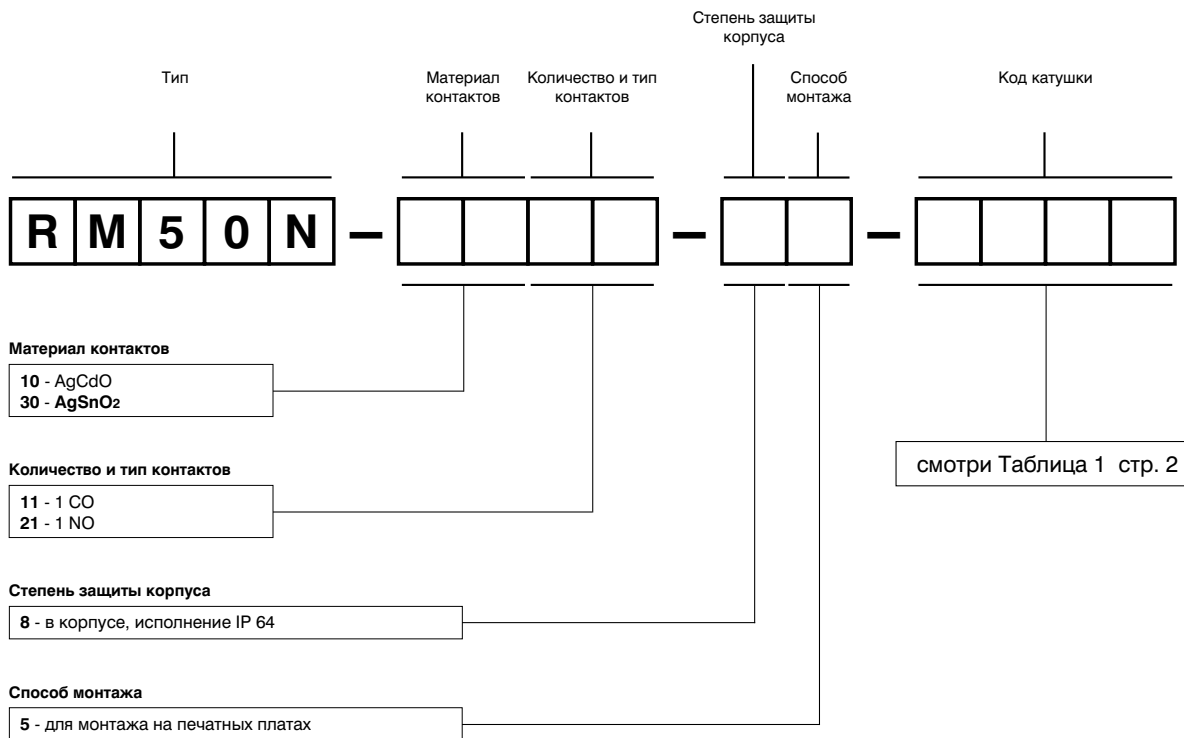 Степень защиты
корпуса
Тип
Материал
контактов
Количество и тип
контактов
Способ
монтажа
Код катушки
RM50N – –  –
Материал контактов
10 - AgCdO
30 - AgSnO2
Количество и тип контактов
11 - 1 CO
21 - 1 NO
смотри Таблица 1 стр. 2
Степень защиты корпуса
8 - в корпусе, исполнение IP 64
Способ монтажа
5 - для монтажа на печатных платах